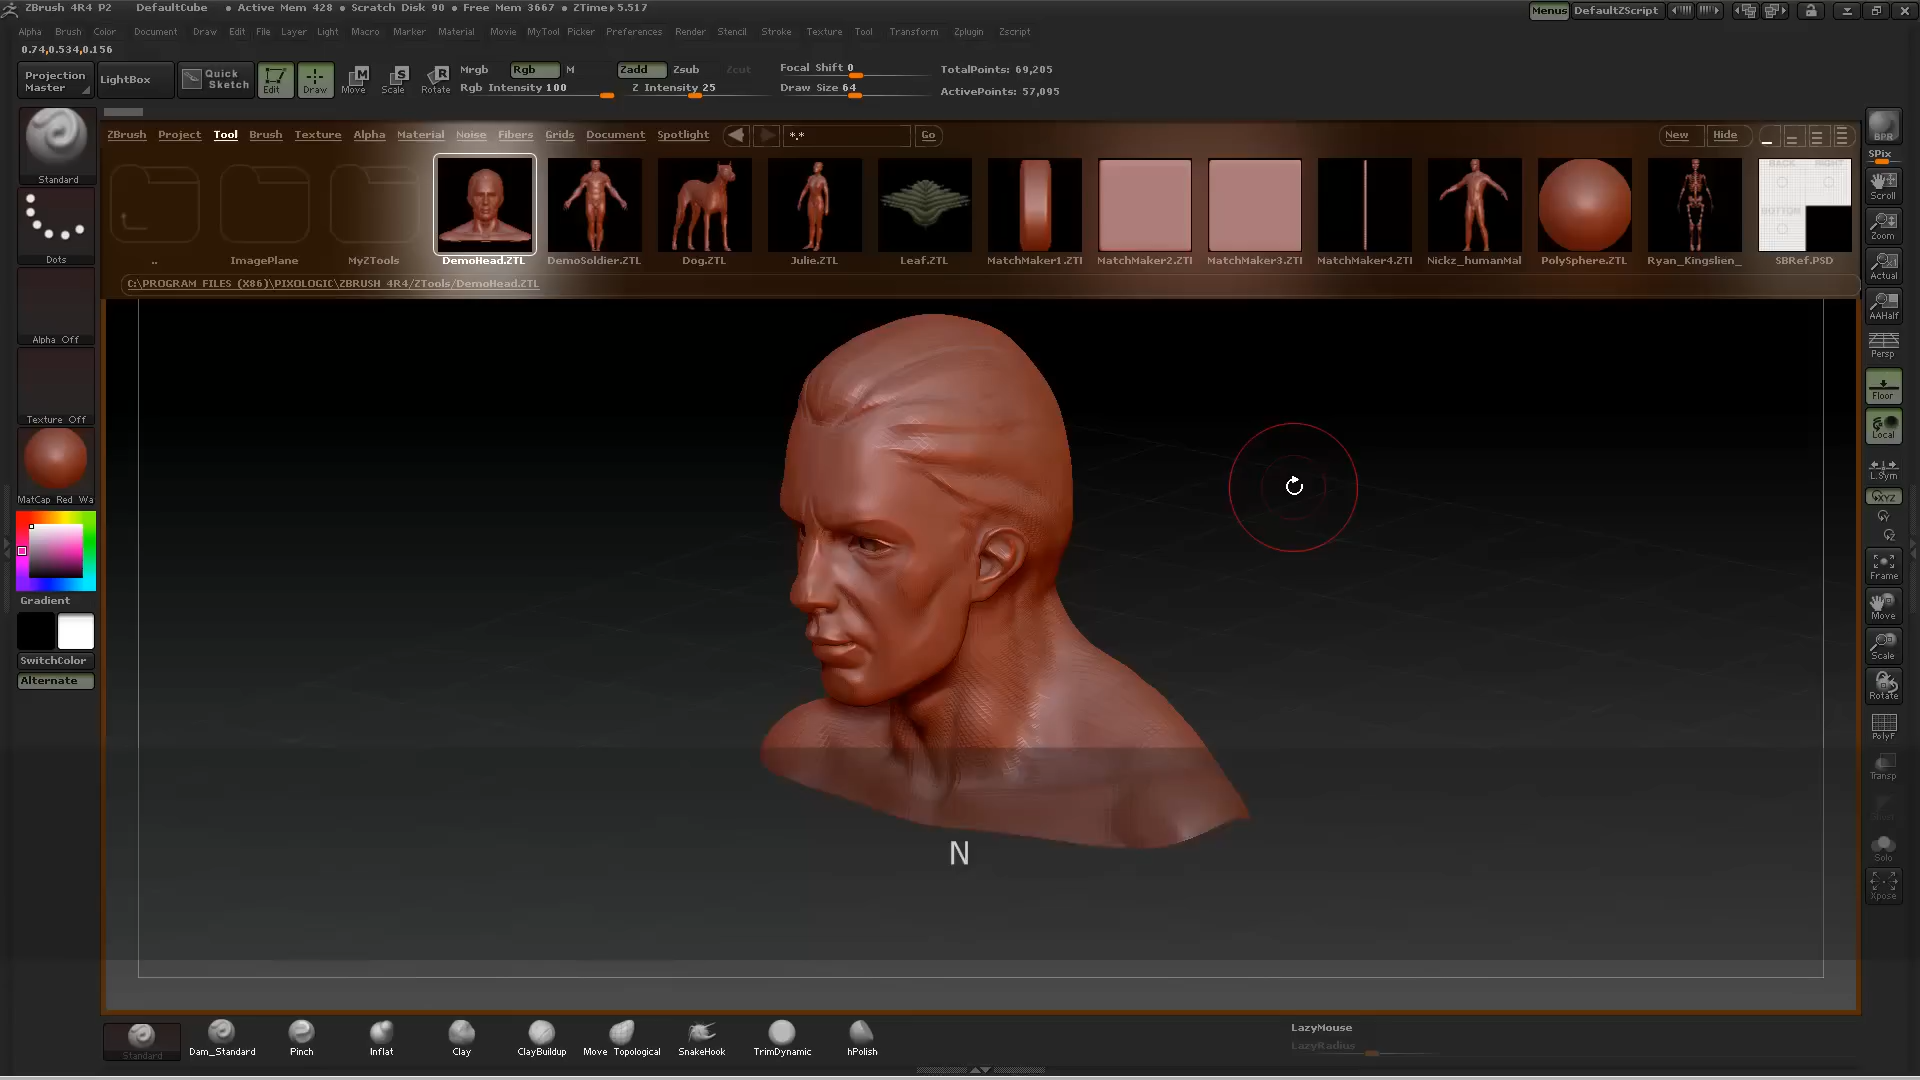 ZBrush 4R4 P2 DefaultCube • Active Mem 428 • Scratch Disk 90 • Free Mem 3667 • ZTime▸5.517 Menus DefaultZScript
Alpha Brush Color Document Draw Edit File Layer Light Macro Marker Material Movie MyTool Picker Preferences Render Stencil Stroke Texture Tool Transform Zplugin Zscript
0.74,0.534,0.156
Projection Master
LightBox
Quick Sketch
Edit
Draw
Move
Scale
Rotate
Mrgb Rgb M
Rgb Intensity 100
Zadd Zsub Zcut
Z Intensity 25
Focal Shift 0
Draw Size 64
TotalPoints: 69,205
ActivePoints: 57,095
ZBrush Project Tool Brush Texture Alpha Material Noise Fibers Grids Document Spotlight *.* Go New Hide
.. ImagePlane MyZTools DemoHead.ZTL DemoSoldier.ZTL Dog.ZTL Julie.ZTL Leaf.ZTL MatchMaker1.ZTl MatchMaker2.ZTl MatchMaker3.ZTl MatchMaker4.ZTl Nickz_humanMal PolySphere.ZTL Ryan_Kingslien_ SBRef.PSD
C:\PROGRAM FILES (X86)\PIXOLOGIC\ZBRUSH 4R4/ZTools/DemoHead.ZTL
Standard
Dots
Alpha Off
Texture Off
MatCap Red Wa
Gradient
SwitchColor
Alternate
BPR
SPix
Scroll
Zoom
Actual
AAHalf
Persp
Floor
Local
L.Sym
XYZ
Y
Z
Frame
Move
Scale
Rotate
PolyF
Transp
Ghost
Solo
Xpose
BACK RIGHT
BOTTOM
N
Standard Dam_Standard Pinch Inflat Clay ClayBuildup Move Topological SnakeHook TrimDynamic hPolish
LazyMouse
LazyRadius